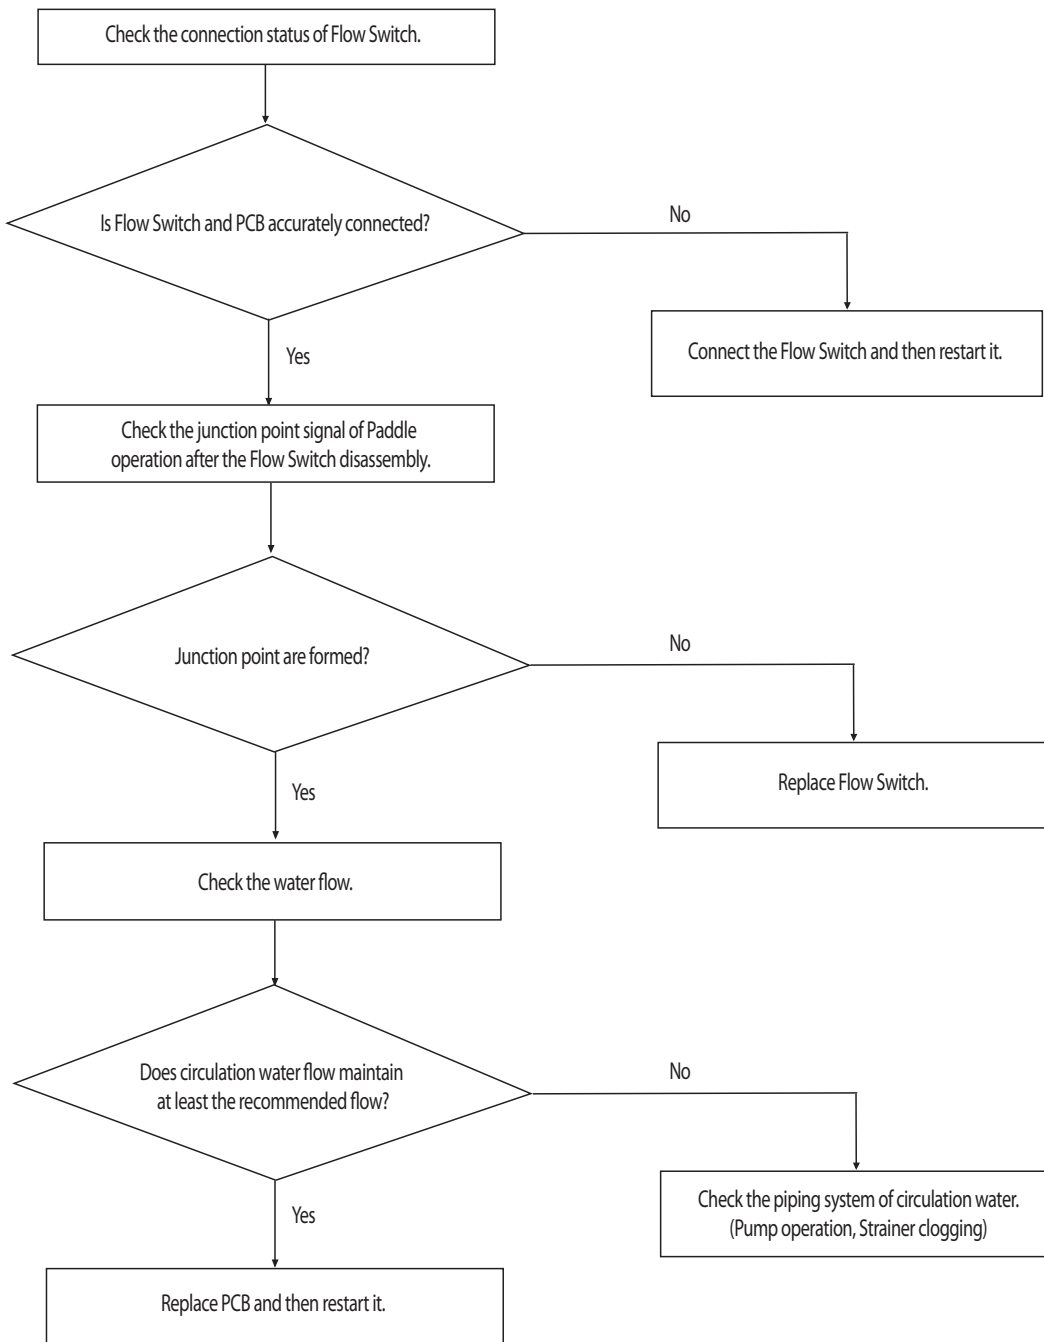 Check the connection status of Flow Switch.
Is Flow Switch and PCB accurately connected?
No
Connect the Flow Switch and then restart it.
Yes
Check the junction point signal of Paddle
operation after the Flow Switch disassembly.
Junction point are formed?
No
Replace Flow Switch.
Yes
Check the water flow.
Does circulation water flow maintain
at least the recommended flow?
No
Check the piping system of circulation water.
(Pump operation, Strainer clogging)
Yes
Replace PCB and then restart it.